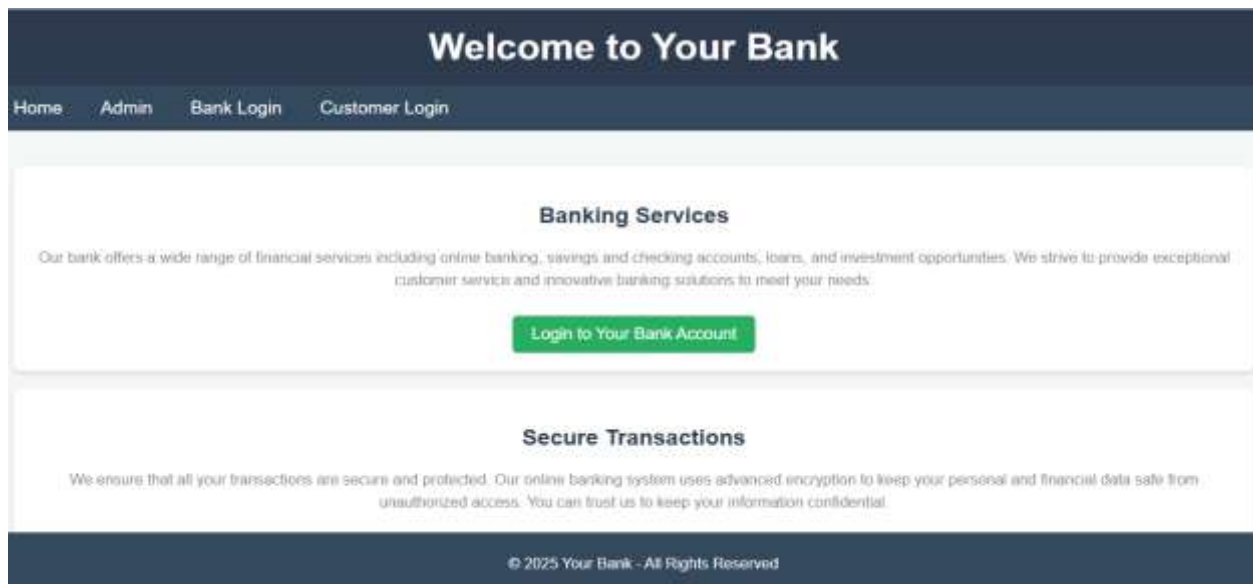 Welcome to Your Bank
Home Admin Bank Login Customer Login
Banking Services
Our bank offers a wide range of financial services including online banking, savings and checking accounts, loans, and investment opportunities. We strive to provide exceptional
customer service and innovative banking solutions to meet your needs.
Login to Your Bank Account
Secure Transactions
We ensure that all your transactions are secure and protected. Our online banking system uses advanced encryption to keep your personal and financial data safe from
unauthorized access. You can trust us to keep your information confidential.
© 2025 Your Bank - All Rights Reserved